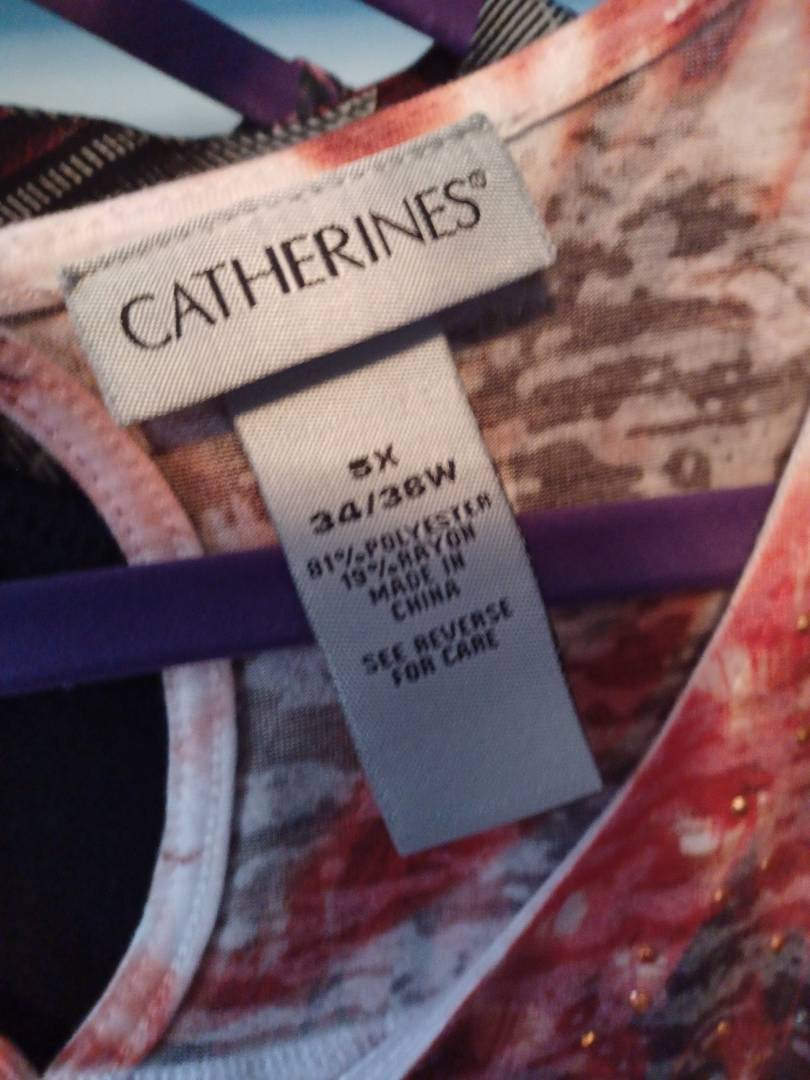 CATHERINES®
5X
34/36W
81%POLYESTER
19%RAYON
MADE IN
CHINA
SEE REVERSE
FOR CARE